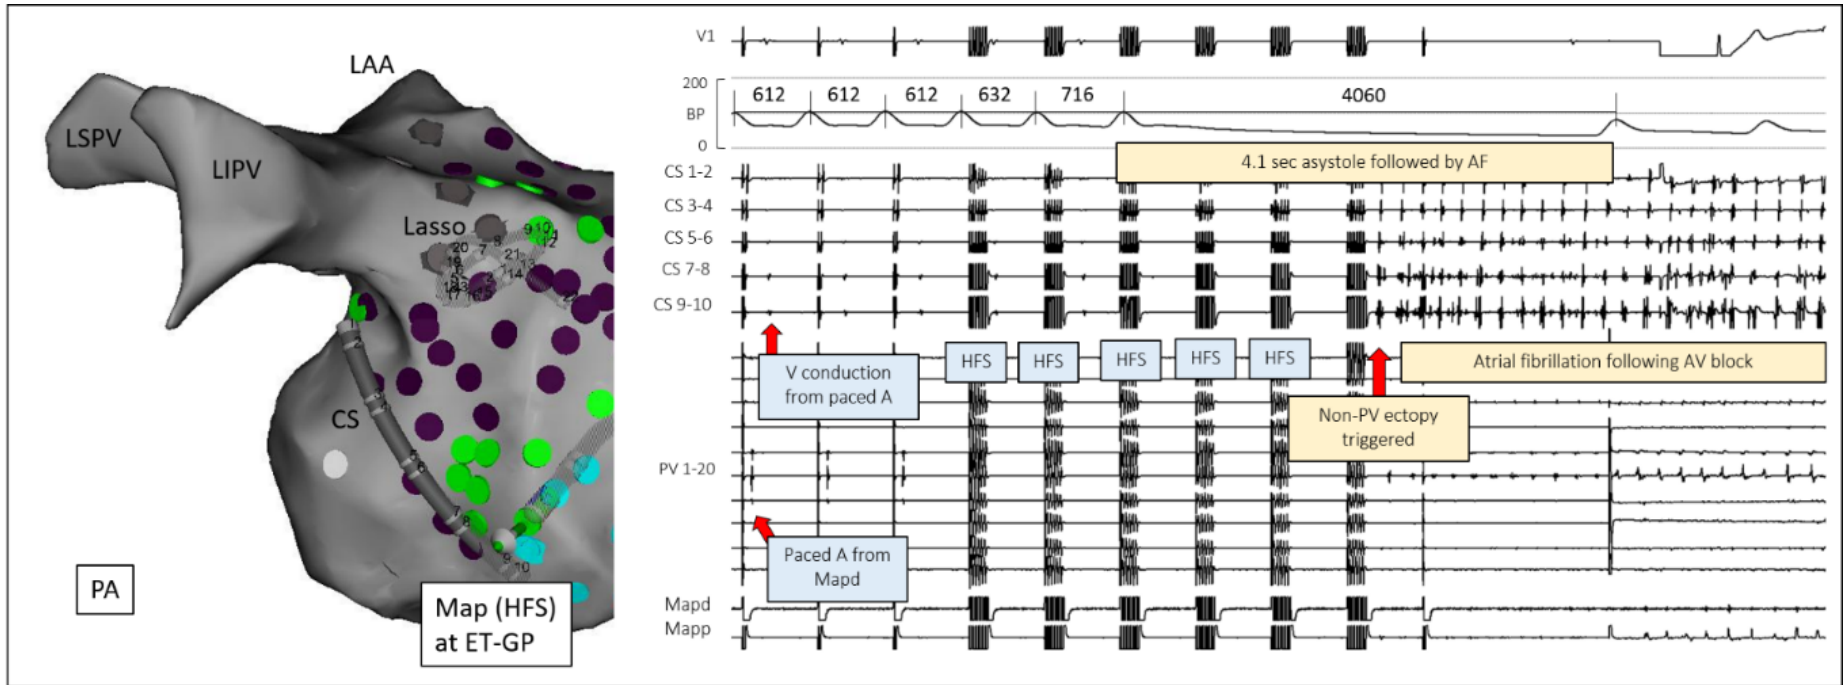 LAA
LSPV
LIPV
Lasso
CS
PA
Map (HFS)
at ET-GP
V1
200
BP
0
612
612
612
632
716
4060
4.1 sec asystole followed by AF
CS 1-2
CS 3-4
CS 5-6
CS 7-8
CS 9-10
V conduction
from paced A
HFS
HFS
HFS
HFS
HFS
Atrial fibrillation following AV block
Non-PV ectopy
triggered
PV 1-20
Paced A from
Mapd
Mapd
Mapp